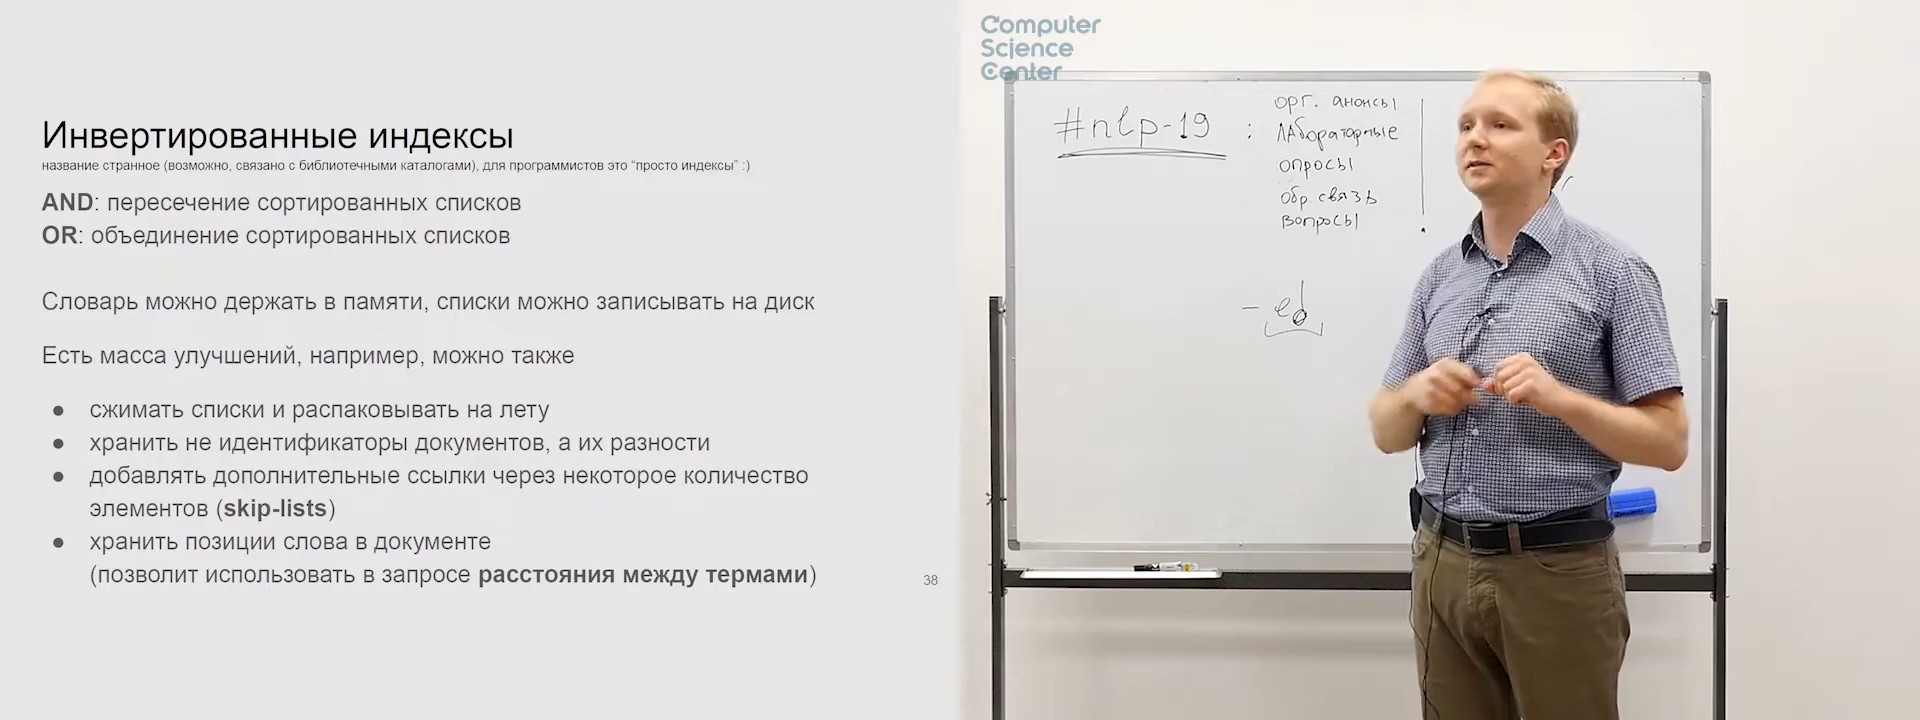 Инвертированные индексы
название странное (возможно, связано с библиотечными каталогами), для программистов это “просто индексы” :)
AND: пересечение сортированных списков
OR: объединение сортированных списков
Словарь можно держать в памяти, списки можно записывать на диск
Есть масса улучшений, например, можно также
● сжимать списки и распаковывать на лету
● хранить не идентификаторы документов, а их разности
● добавлять дополнительные ссылки через некоторое количество
элементов (skip-lists)
● хранить позиции слова в документе
(позволит использовать в запросе расстояния между термами)
38
Computer
Science
Center
#nlp-19 : орг. анонсы
лабораторные
опросы
обр. связь
вопросы
- ed